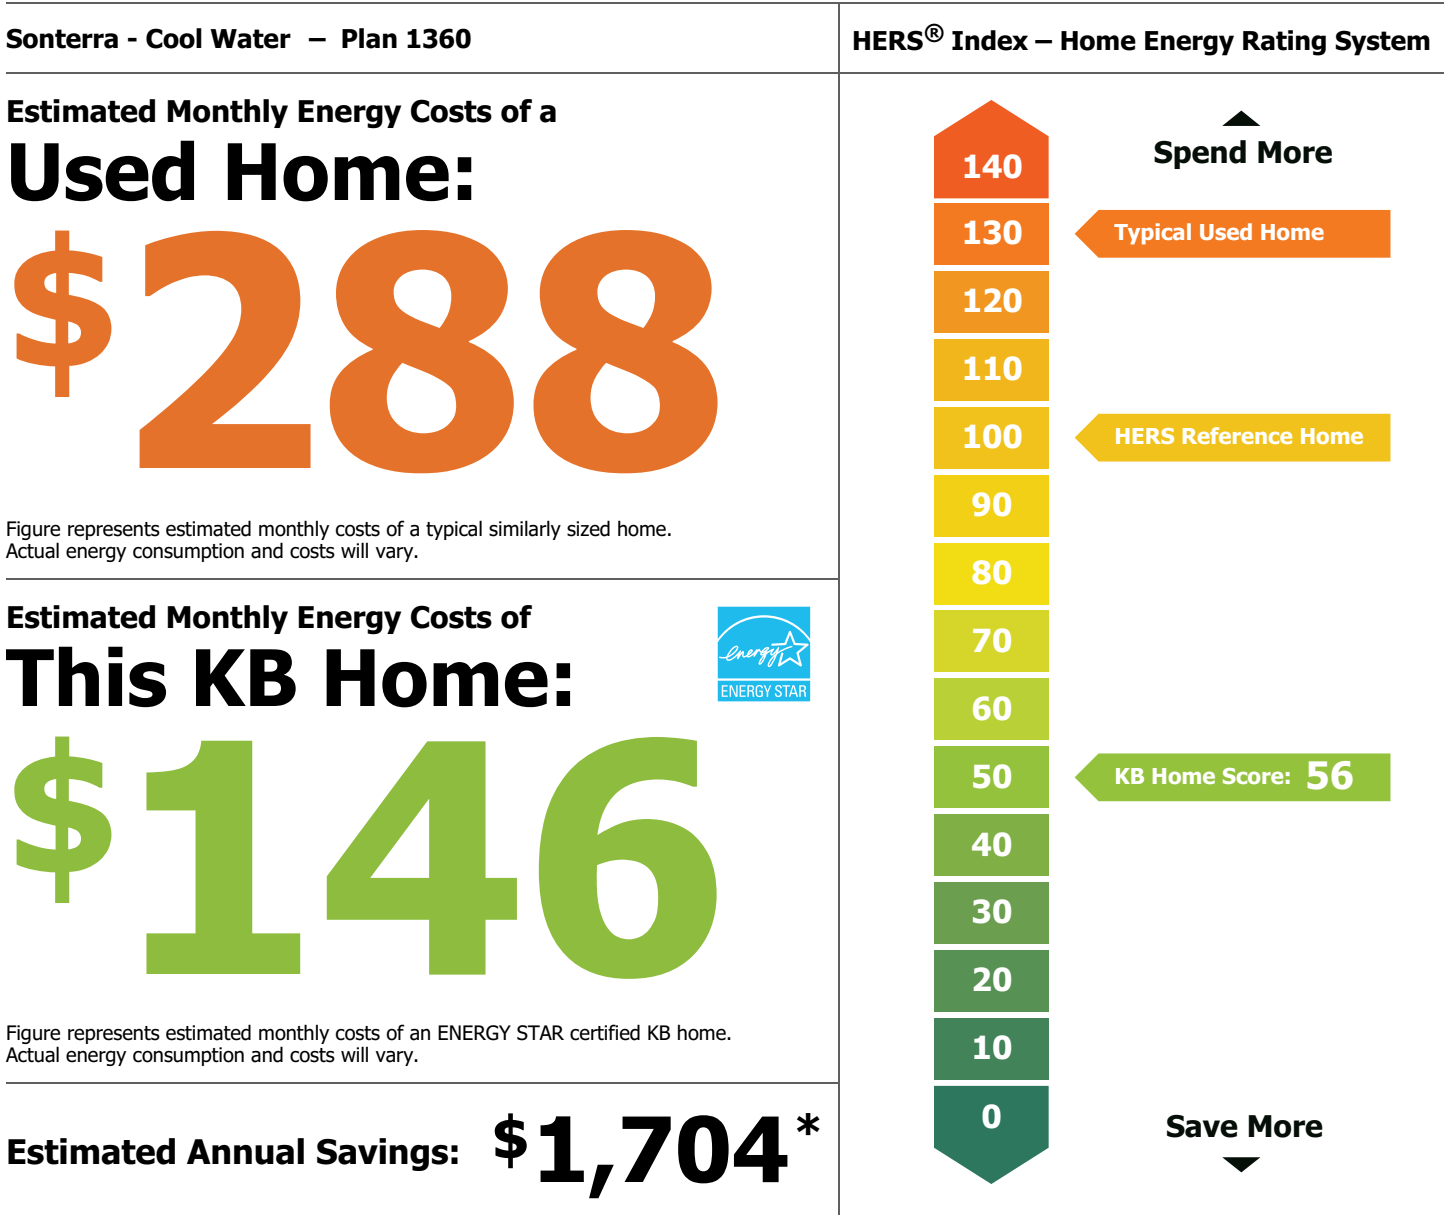 Sonterra - Cool Water – Plan 1360
Estimated Monthly Energy Costs of a
Used Home:
$288
Figure represents estimated monthly costs of a typical similarly sized home.
Actual energy consumption and costs will vary.
Estimated Monthly Energy Costs of
This KB Home:
energy
ENERGY STAR
$146
Figure represents estimated monthly costs of an ENERGY STAR certified KB home.
Actual energy consumption and costs will vary.
Estimated Annual Savings: $1,704*
HERS® Index – Home Energy Rating System
Spend More
140
130 Typical Used Home
120
110
100 HERS Reference Home
90
80
70
60
50 KB Home Score: 56
40
30
20
10
0
Save More